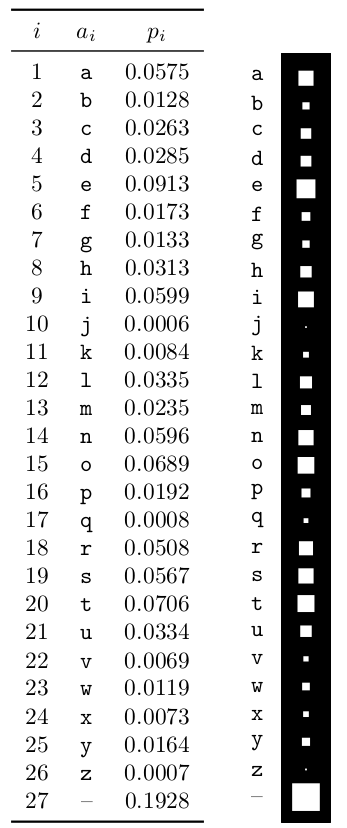 i a_i p_i
1 a 0.0575 a
2 b 0.0128 b
3 c 0.0263 c
4 d 0.0285 d
5 e 0.0913 e
6 f 0.0173 f
7 g 0.0133 g
8 h 0.0313 h
9 i 0.0599 i
10 j 0.0006 j
11 k 0.0084 k
12 l 0.0335 l
13 m 0.0235 m
14 n 0.0596 n
15 o 0.0689 o
16 p 0.0192 p
17 q 0.0008 q
18 r 0.0508 r
19 s 0.0567 s
20 t 0.0706 t
21 u 0.0334 u
22 v 0.0069 v
23 w 0.0119 w
24 x 0.0073 x
25 y 0.0164 y
26 z 0.0007 z
27 – 0.1928 –